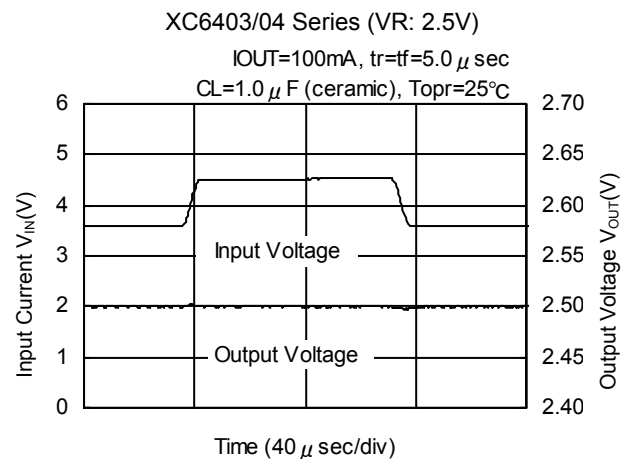 XC6403/04 Series (VR: 2.5V)
IOUT=100mA, tr=tf=5.0 μ sec
CL=1.0 μ F (ceramic), Topr=25℃
Input Current V_IN(V)
6
5
4
3
2
1
0
Input Voltage
Output Voltage
2.70
2.65
2.60
2.55
2.50
2.45
2.40
Output Voltage V_OUT(V)
Time (40 μ sec/div)